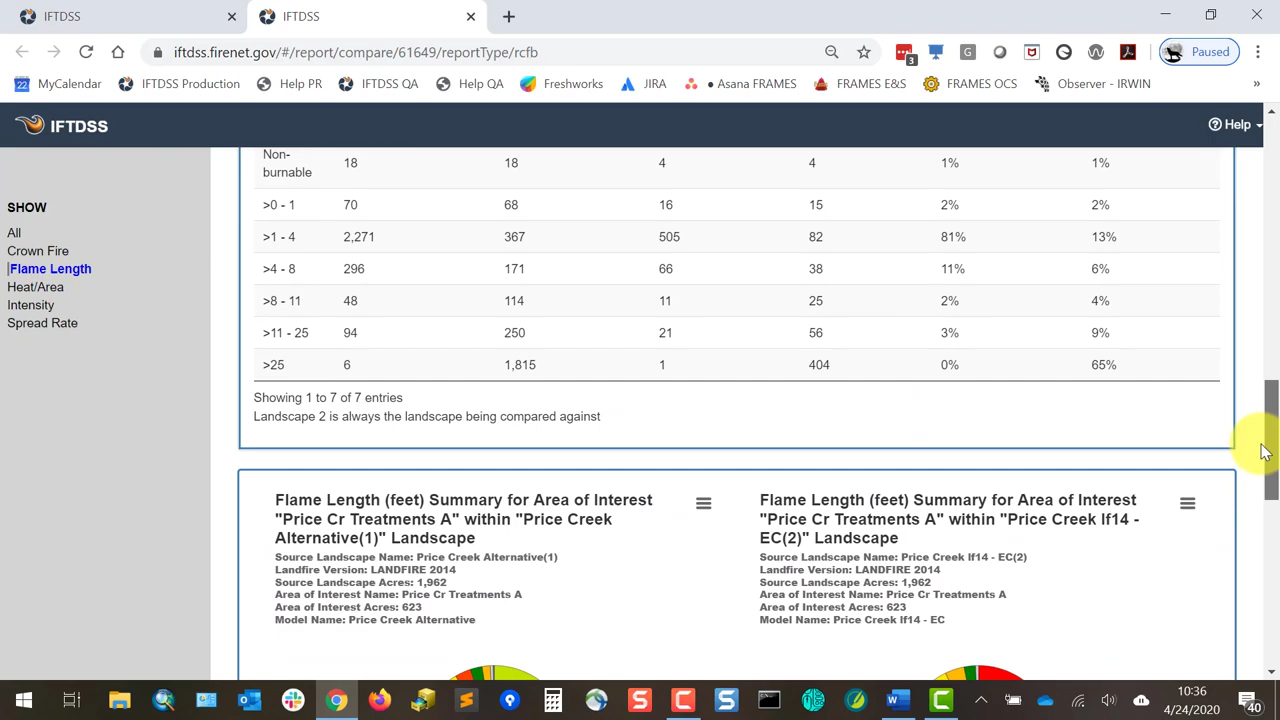 IFTDSS
IFTDSS
iftdss.firenet.gov/#/report/compare/61649/reportType/rcfb
3
Paused
22 MyCalendar
IFTDSS Production
Help PR
IFTDSS QA
Help QA
Freshworks
JIRA
• Asana FRAMES
FRAMES E&S
FRAMES OCS
Observer - IRWIN
»
IFTDSS
Help
SHOW
All
Crown Fire
Flame Length
Heat/Area
Intensity
Spread Rate
Non-
burnable 18 18 4 4 1% 1%
>0 - 1 70 68 16 15 2% 2%
>1 - 4 2,271 367 505 82 81% 13%
>4 - 8 296 171 66 38 11% 6%
>8 - 11 48 114 11 25 2% 4%
>11 - 25 94 250 21 56 3% 9%
>25 6 1,815 1 404 0% 65%
Showing 1 to 7 of 7 entries
Landscape 2 is always the landscape being compared against
Flame Length (feet) Summary for Area of Interest
"Price Cr Treatments A" within "Price Creek
Alternative(1)" Landscape
Source Landscape Name: Price Creek Alternative(1)
Landfire Version: LANDFIRE 2014
Source Landscape Acres: 1,962
Area of Interest Name: Price Cr Treatments A
Area of Interest Acres: 623
Model Name: Price Creek Alternative
Flame Length (feet) Summary for Area of Interest
"Price Cr Treatments A" within "Price Creek lf14 -
EC(2)" Landscape
Source Landscape Name: Price Creek lf14 - EC(2)
Landfire Version: LANDFIRE 2014
Source Landscape Acres: 1,962
Area of Interest Name: Price Cr Treatments A
Area of Interest Acres: 623
Model Name: Price Creek lf14 - EC
10:36
4/24/2020
40